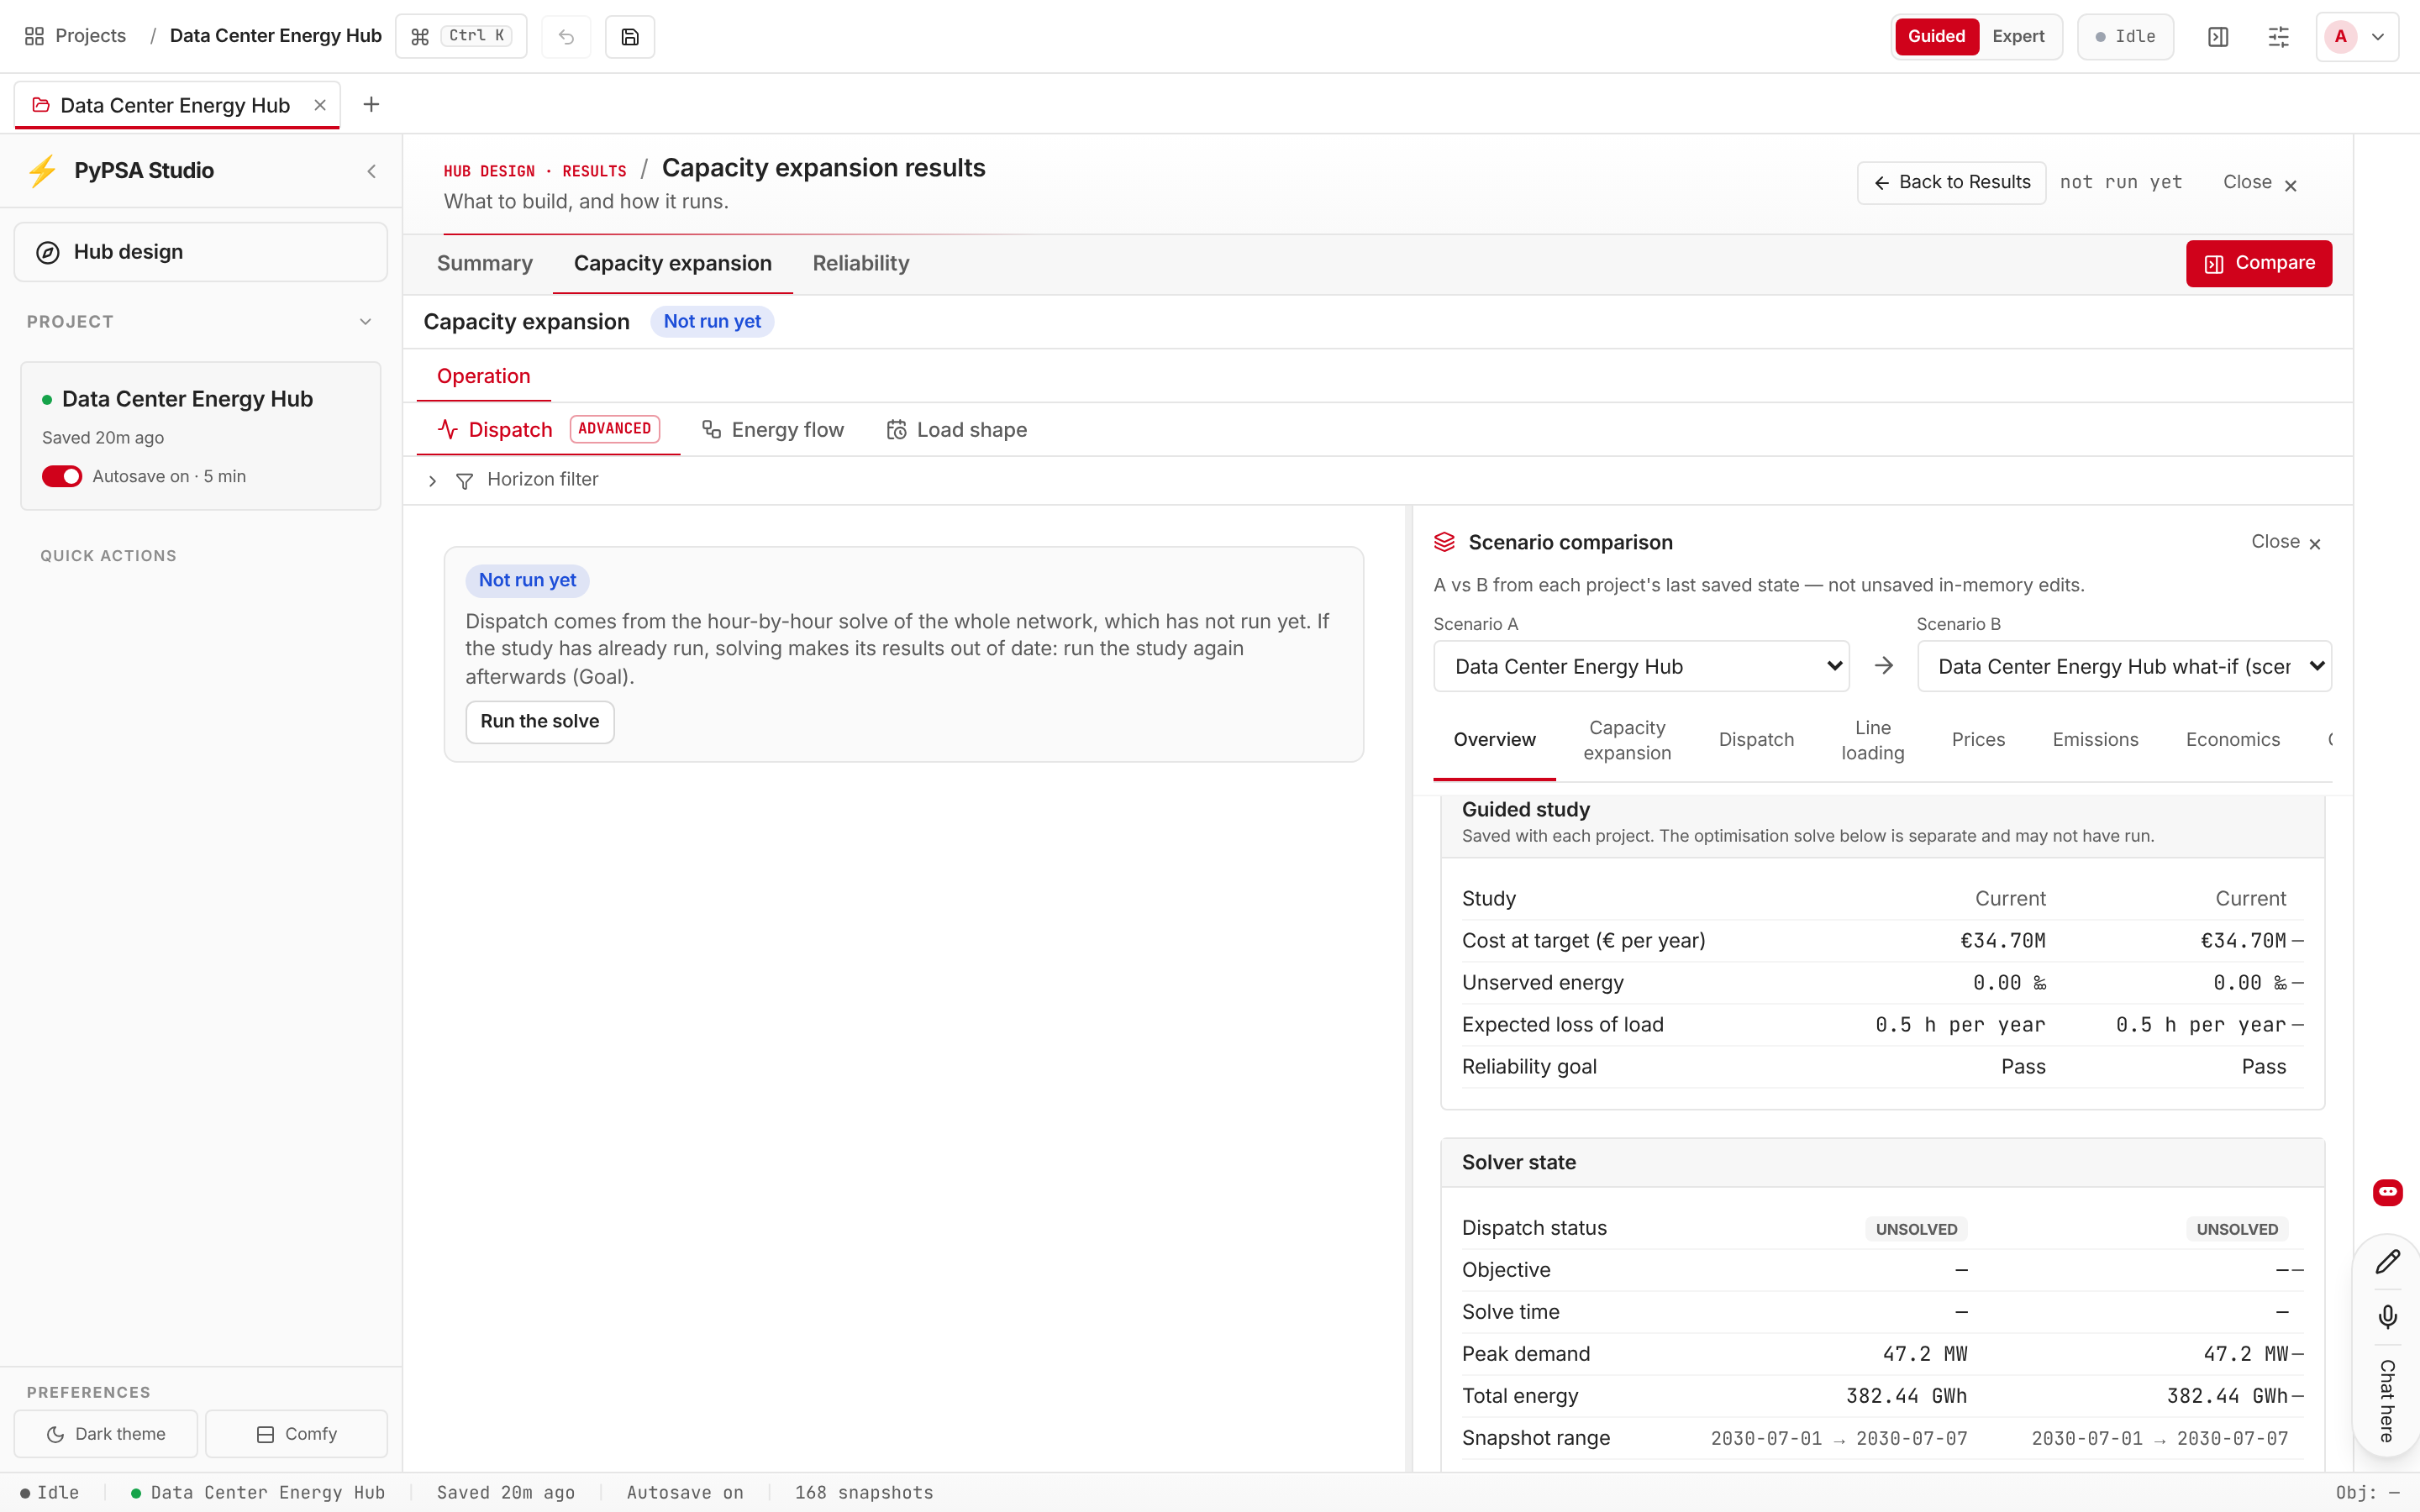 Projects / Data Center Energy Hub
⌘ Ctrl K
Guided Expert
Idle
A
Data Center Energy Hub
PyPSA Studio
Hub design
PROJECT
Data Center Energy Hub
Saved 20m ago
Autosave on · 5 min
QUICK ACTIONS
PREFERENCES
Dark theme
Comfy
HUB DESIGN · RESULTS / Capacity expansion results
What to build, and how it runs.
Back to Results
not run yet
Close
Summary
Capacity expansion
Reliability
Compare
Capacity expansion Not run yet
Operation
Dispatch ADVANCED
Energy flow
Load shape
Horizon filter
Not run yet
Dispatch comes from the hour-by-hour solve of the whole network, which has not run yet. If
the study has already run, solving makes its results out of date: run the study again
afterwards (Goal).
Run the solve
Scenario comparison
Close
A vs B from each project's last saved state — not unsaved in-memory edits.
Scenario A
Scenario B
Data Center Energy Hub
→
Data Center Energy Hub what-if (scer
Overview
Capacity
expansion
Dispatch
Line
loading
Prices
Emissions
Economics
Guided study
Saved with each project. The optimisation solve below is separate and may not have run.
Study Current Current
Cost at target (€ per year) €34.70M €34.70M —
Unserved energy 0.00 ‱ 0.00 ‱ —
Expected loss of load 0.5 h per year 0.5 h per year —
Reliability goal Pass Pass
Solver state
Dispatch status UNSOLVED UNSOLVED
Objective — — —
Solve time — —
Peak demand 47.2 MW 47.2 MW —
Total energy 382.44 GWh 382.44 GWh —
Snapshot range 2030-07-01 → 2030-07-07 2030-07-01 → 2030-07-07
Chat here
Idle
Data Center Energy Hub
Saved 20m ago
Autosave on
168 snapshots
Obj: —